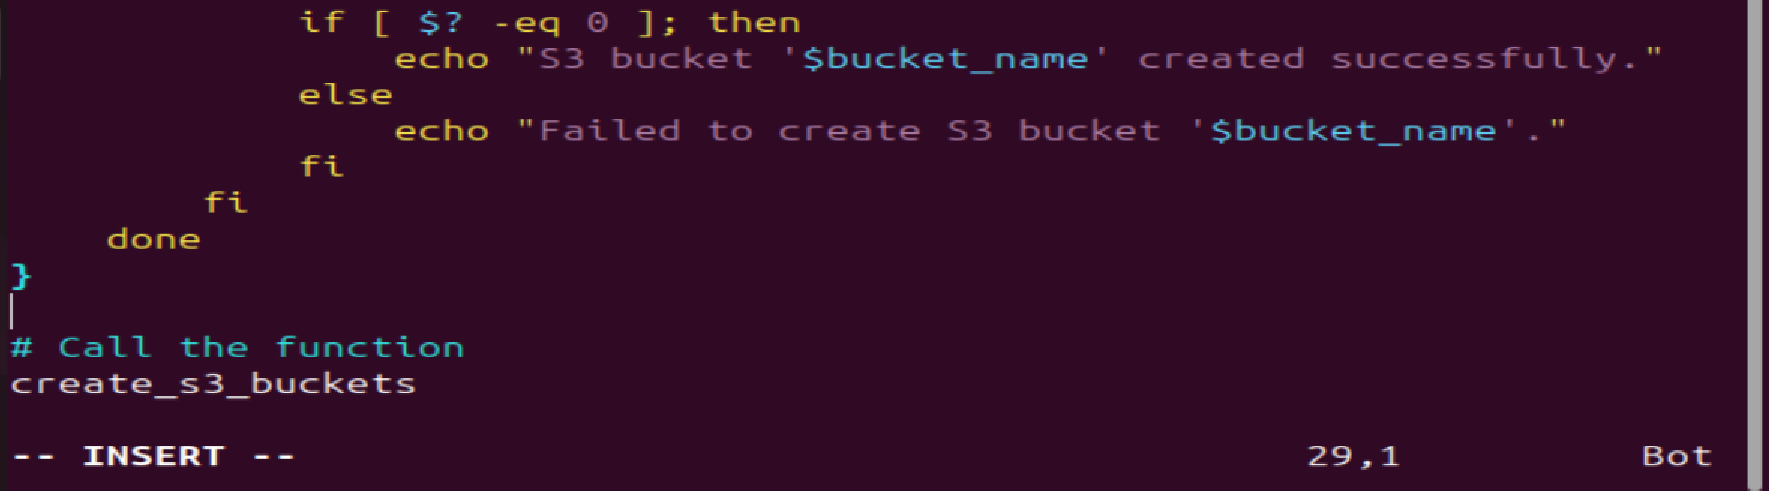 if [ $? -eq 0 ]; then
                echo "S3 bucket '$bucket_name' created successfully."
            else
                echo "Failed to create S3 bucket '$bucket_name'."
            fi
        fi
    done
}

# Call the function
create_s3_buckets

-- INSERT --                                          29,1          Bot